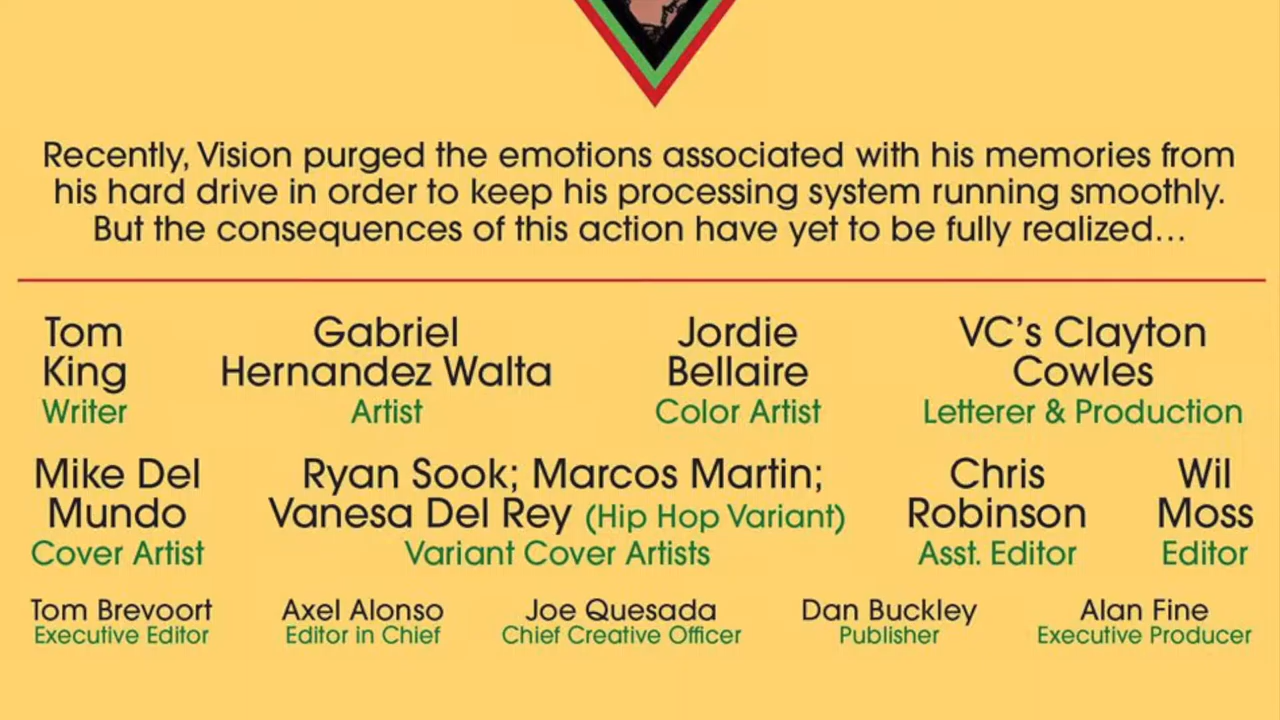 Recently, Vision purged the emotions associated with his memories from
his hard drive in order to keep his processing system running smoothly.
But the consequences of this action have yet to be fully realized...
Tom King
Writer
Gabriel Hernandez Walta
Artist
Jordie Bellaire
Color Artist
VC's Clayton Cowles
Letterer & Production
Mike Del Mundo
Cover Artist
Ryan Sook; Marcos Martin;
Vanesa Del Rey (Hip Hop Variant)
Variant Cover Artists
Chris Robinson
Asst. Editor
Wil Moss
Editor
Tom Brevoort
Executive Editor
Axel Alonso
Editor in Chief
Joe Quesada
Chief Creative Officer
Dan Buckley
Publisher
Alan Fine
Executive Producer